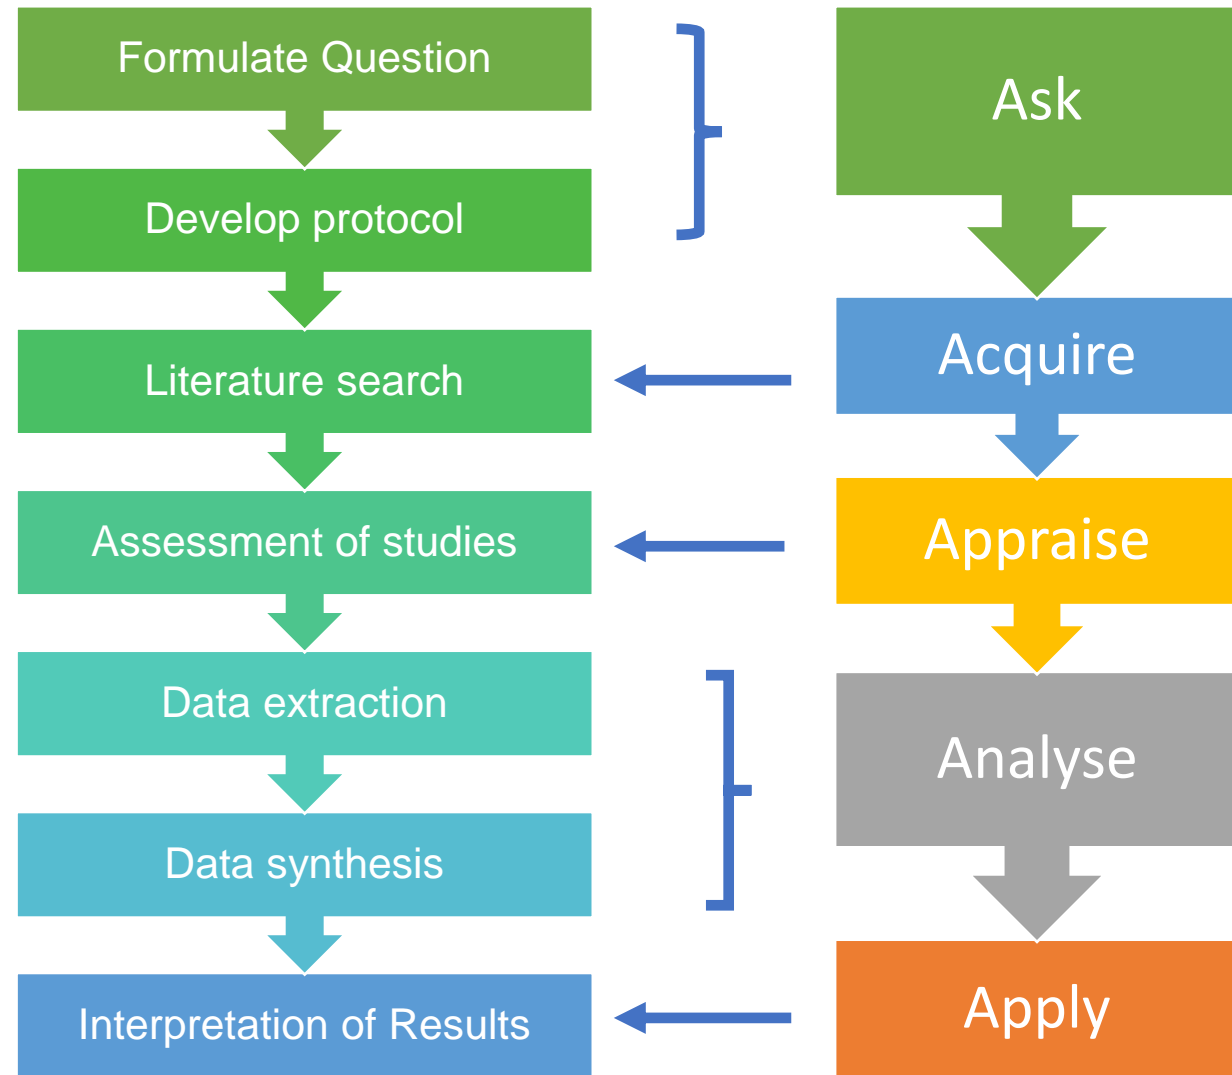 Formulate Question
Develop protocol
Literature search
Assessment of studies
Data extraction
Data synthesis
Interpretation of Results
Ask
Acquire
Appraise
Analyse
Apply